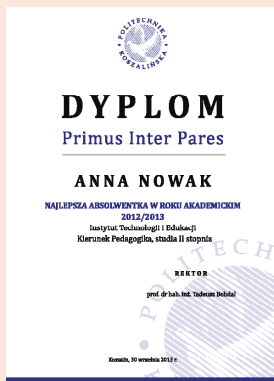 POLITECHNIKA
KOSZALIŃSKA
DYPLOM
Primus Inter Pares
ANNA NOWAK
NAJLEPSZA ABSOLWENTKA W ROKU AKADEMICKIM
2012/2013
Instytut Technologii i Edukacji
Kierunek Pedagogika, studia II stopnia
POLITECH
REKTOR
prof. dr hab. inż. Tadeusz Bohdal
Koszalin, 30 września 2013 r.